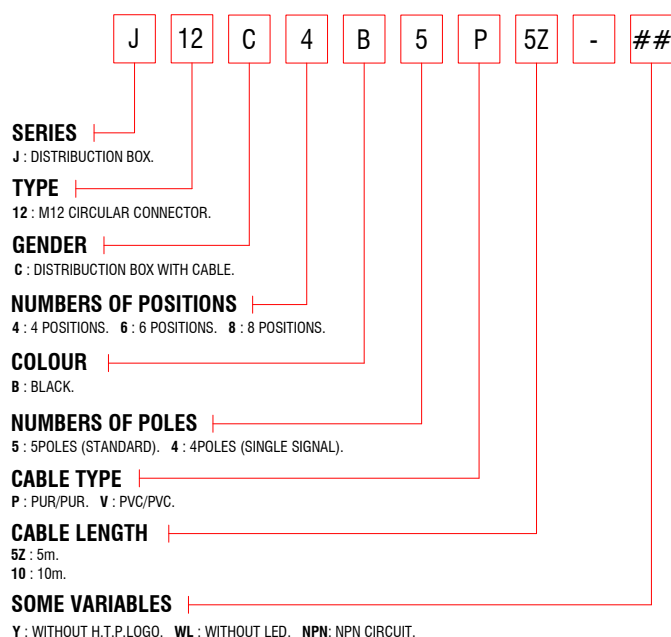 J 12 C 4 B 5 P 5Z - ##
SERIES
J : DISTRIBUCTION BOX.
TYPE
12 : M12 CIRCULAR CONNECTOR.
GENDER
C : DISTRIBUCTION BOX WITH CABLE.
NUMBERS OF POSITIONS
4 : 4 POSITIONS. 6 : 6 POSITIONS. 8 : 8 POSITIONS.
COLOUR
B : BLACK.
NUMBERS OF POLES
5 : 5POLES (STANDARD). 4 : 4POLES (SINGLE SIGNAL).
CABLE TYPE
P : PUR/PUR. V : PVC/PVC.
CABLE LENGTH
5Z : 5m.
10 : 10m.
SOME VARIABLES
Y : WITHOUT H.T.P.LOGO. WL : WITHOUT LED. NPN: NPN CIRCUIT.